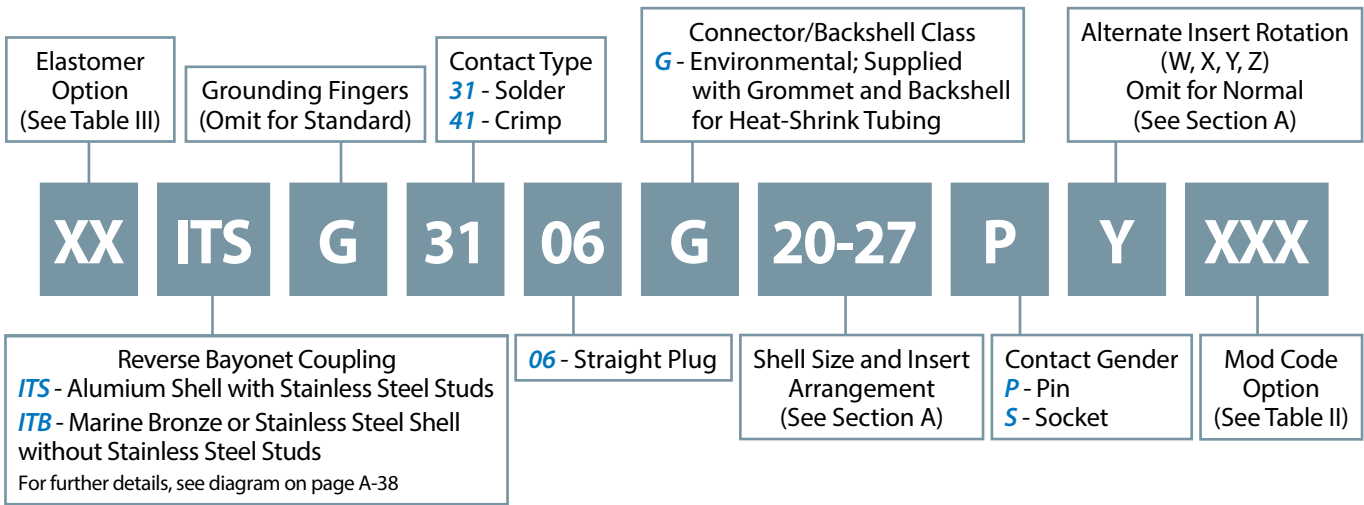 Elastomer
Option
(See Table III)
Grounding Fingers
(Omit for Standard)
Contact Type
31 - Solder
41 - Crimp
Connector/Backshell Class
G - Environmental; Supplied
with Grommet and Backshell
for Heat-Shrink Tubing
Alternate Insert Rotation
(W, X, Y, Z)
Omit for Normal
(See Section A)
XX ITS G 31 06 G 20-27 P Y XXX
Reverse Bayonet Coupling
ITS - Alumium Shell with Stainless Steel Studs
ITB - Marine Bronze or Stainless Steel Shell
without Stainless Steel Studs
For further details, see diagram on page A-38
06 - Straight Plug
Shell Size and Insert
Arrangement
(See Section A)
Contact Gender
P - Pin
S - Socket
Mod Code
Option
(See Table II)